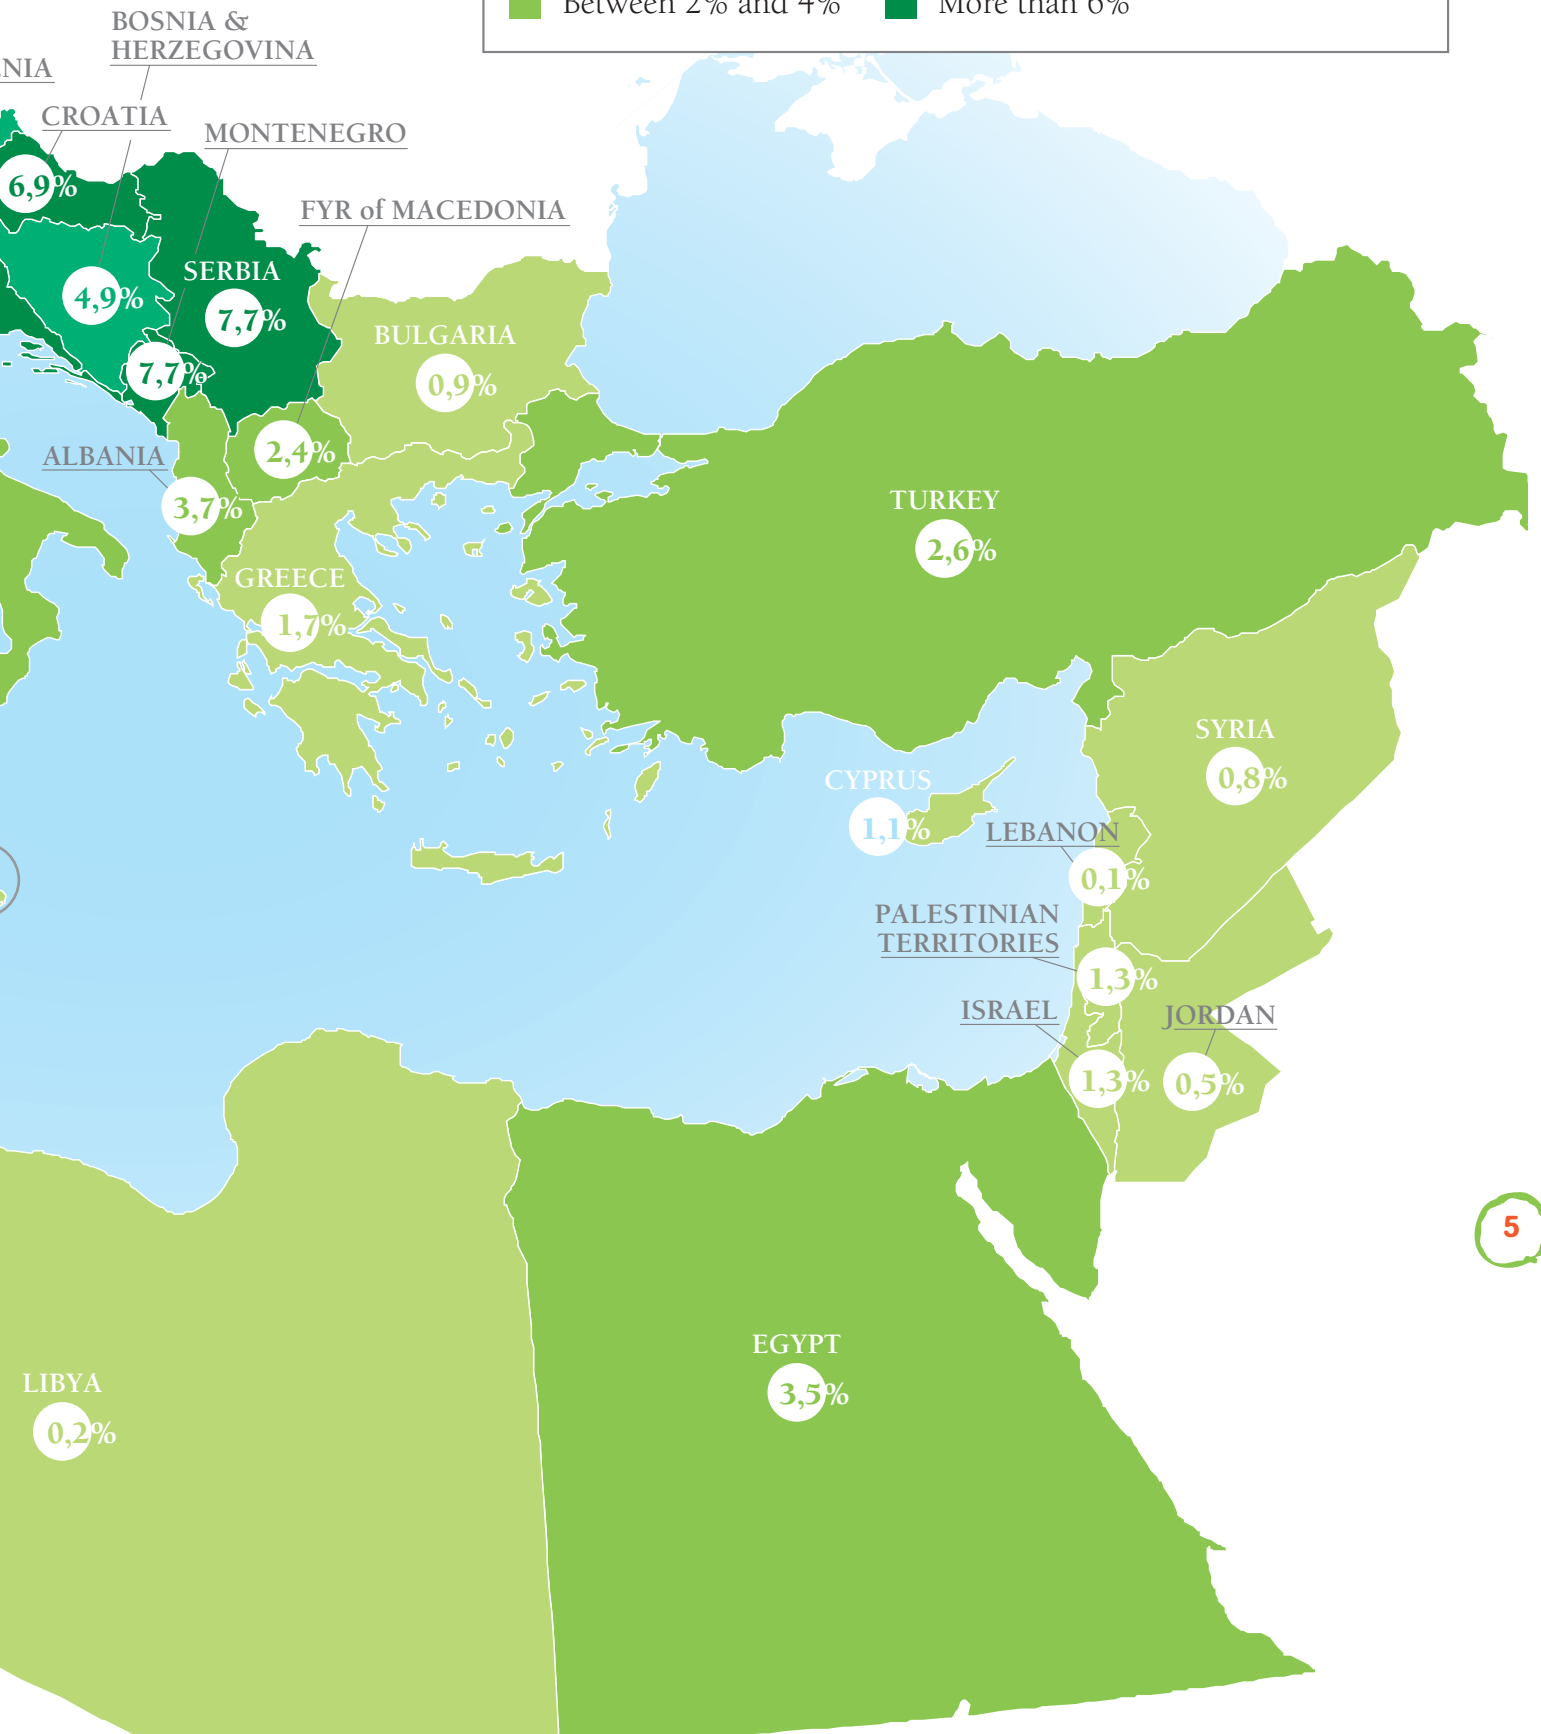 Between 2% and 4%
More than 6%
BOSNIA &
HERZEGOVINA
CROATIA
MONTENEGRO
6,9%
FYR of MACEDONIA
SERBIA
4,9%
7,7%
BULGARIA
7,7%
0,9%
2,4%
ALBANIA
3,7%
TURKEY
2,6%
GREECE
1,7%
SYRIA
0,8%
CYPRUS
1,1%
LEBANON
0,1%
PALESTINIAN
TERRITORIES
1,3%
ISRAEL
JORDAN
1,3%
0,5%
5
EGYPT
3,5%
LIBYA
0,2%